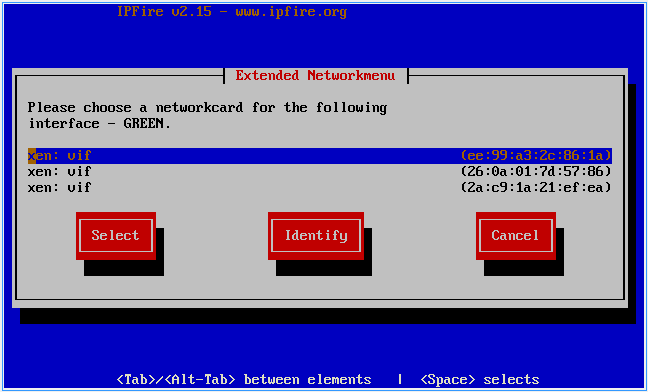 IPFire v2.15 - www.ipfire.org
Extended Networkmenu
Please choose a networkcard for the following
interface - GREEN.
xen: vif (ee:99:a3:2c:86:1a)
xen: vif (26:0a:01:7d:57:86)
xen: vif (2a:c9:1a:21:ef:ea)
Select Identify Cancel
<Tab>/<Alt-Tab> between elements | <Space> selects